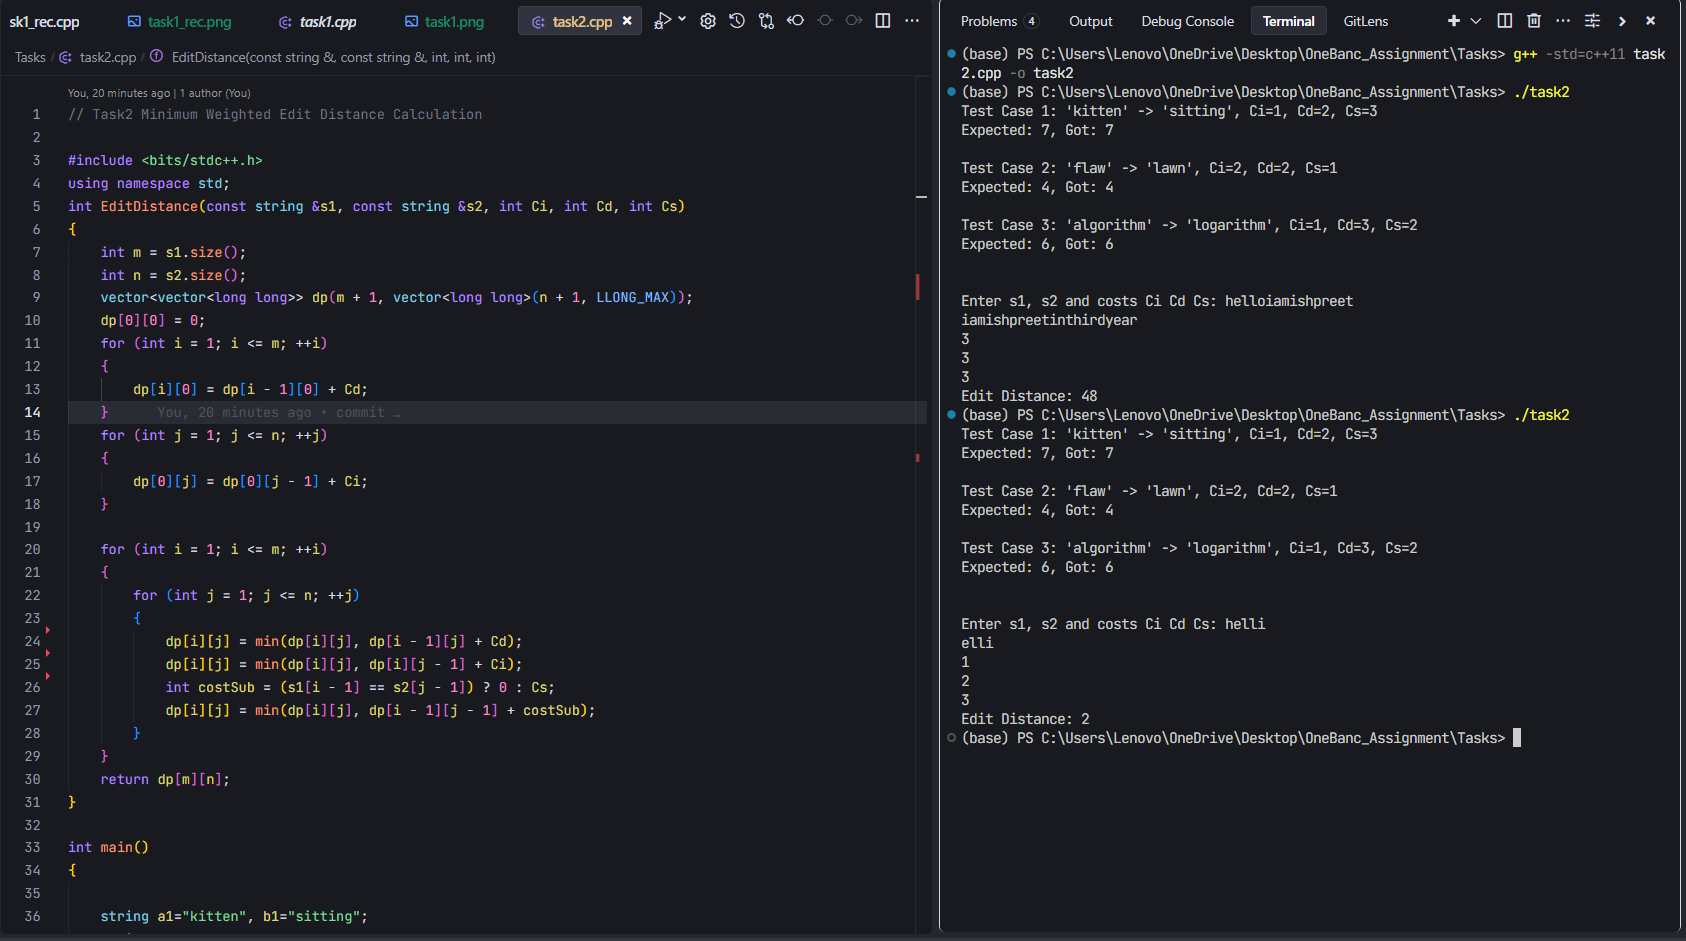 sk1_rec.cpp task1_rec.png task1.cpp task1.png task2.cpp
Tasks / task2.cpp / EditDistance(const string &, const string &, int, int, int)
You, 20 minutes ago | 1 author (You)
1 // Task2 Minimum Weighted Edit Distance Calculation
2
3 #include <bits/stdc++.h>
4 using namespace std;
5 int EditDistance(const string &s1, const string &s2, int Ci, int Cd, int Cs)
6 {
7 int m = s1.size();
8 int n = s2.size();
9 vector<vector<long long>> dp(m + 1, vector<long long>(n + 1, LLONG_MAX));
10 dp[0][0] = 0;
11 for (int i = 1; i <= m; ++i)
12 {
13 dp[i][0] = dp[i - 1][0] + Cd;
14 } You, 20 minutes ago • commit …
15 for (int j = 1; j <= n; ++j)
16 {
17 dp[0][j] = dp[0][j - 1] + Ci;
18 }
19
20 for (int i = 1; i <= m; ++i)
21 {
22 for (int j = 1; j <= n; ++j)
23 {
24 dp[i][j] = min(dp[i][j], dp[i - 1][j] + Cd);
25 dp[i][j] = min(dp[i][j], dp[i][j - 1] + Ci);
26 int costSub = (s1[i - 1] == s2[j - 1]) ? 0 : Cs;
27 dp[i][j] = min(dp[i][j], dp[i - 1][j - 1] + costSub);
28 }
29 }
30 return dp[m][n];
31 }
32
33 int main()
34 {
35
36 string a1="kitten", b1="sitting";
Problems 4 Output Debug Console Terminal GitLens
(base) PS C:\Users\Lenovo\OneDrive\Desktop\OneBanc_Assignment\Tasks> g++ -std=c++11 task
2.cpp -o task2
(base) PS C:\Users\Lenovo\OneDrive\Desktop\OneBanc_Assignment\Tasks> ./task2
Test Case 1: 'kitten' -> 'sitting', Ci=1, Cd=2, Cs=3
Expected: 7, Got: 7
Test Case 2: 'flaw' -> 'lawn', Ci=2, Cd=2, Cs=1
Expected: 4, Got: 4
Test Case 3: 'algorithm' -> 'logarithm', Ci=1, Cd=3, Cs=2
Expected: 6, Got: 6
Enter s1, s2 and costs Ci Cd Cs: helloiamishpreet
iamishpreetinthirdyear
3
3
3
Edit Distance: 48
(base) PS C:\Users\Lenovo\OneDrive\Desktop\OneBanc_Assignment\Tasks> ./task2
Test Case 1: 'kitten' -> 'sitting', Ci=1, Cd=2, Cs=3
Expected: 7, Got: 7
Test Case 2: 'flaw' -> 'lawn', Ci=2, Cd=2, Cs=1
Expected: 4, Got: 4
Test Case 3: 'algorithm' -> 'logarithm', Ci=1, Cd=3, Cs=2
Expected: 6, Got: 6
Enter s1, s2 and costs Ci Cd Cs: helli
elli
1
2
3
Edit Distance: 2
(base) PS C:\Users\Lenovo\OneDrive\Desktop\OneBanc_Assignment\Tasks>